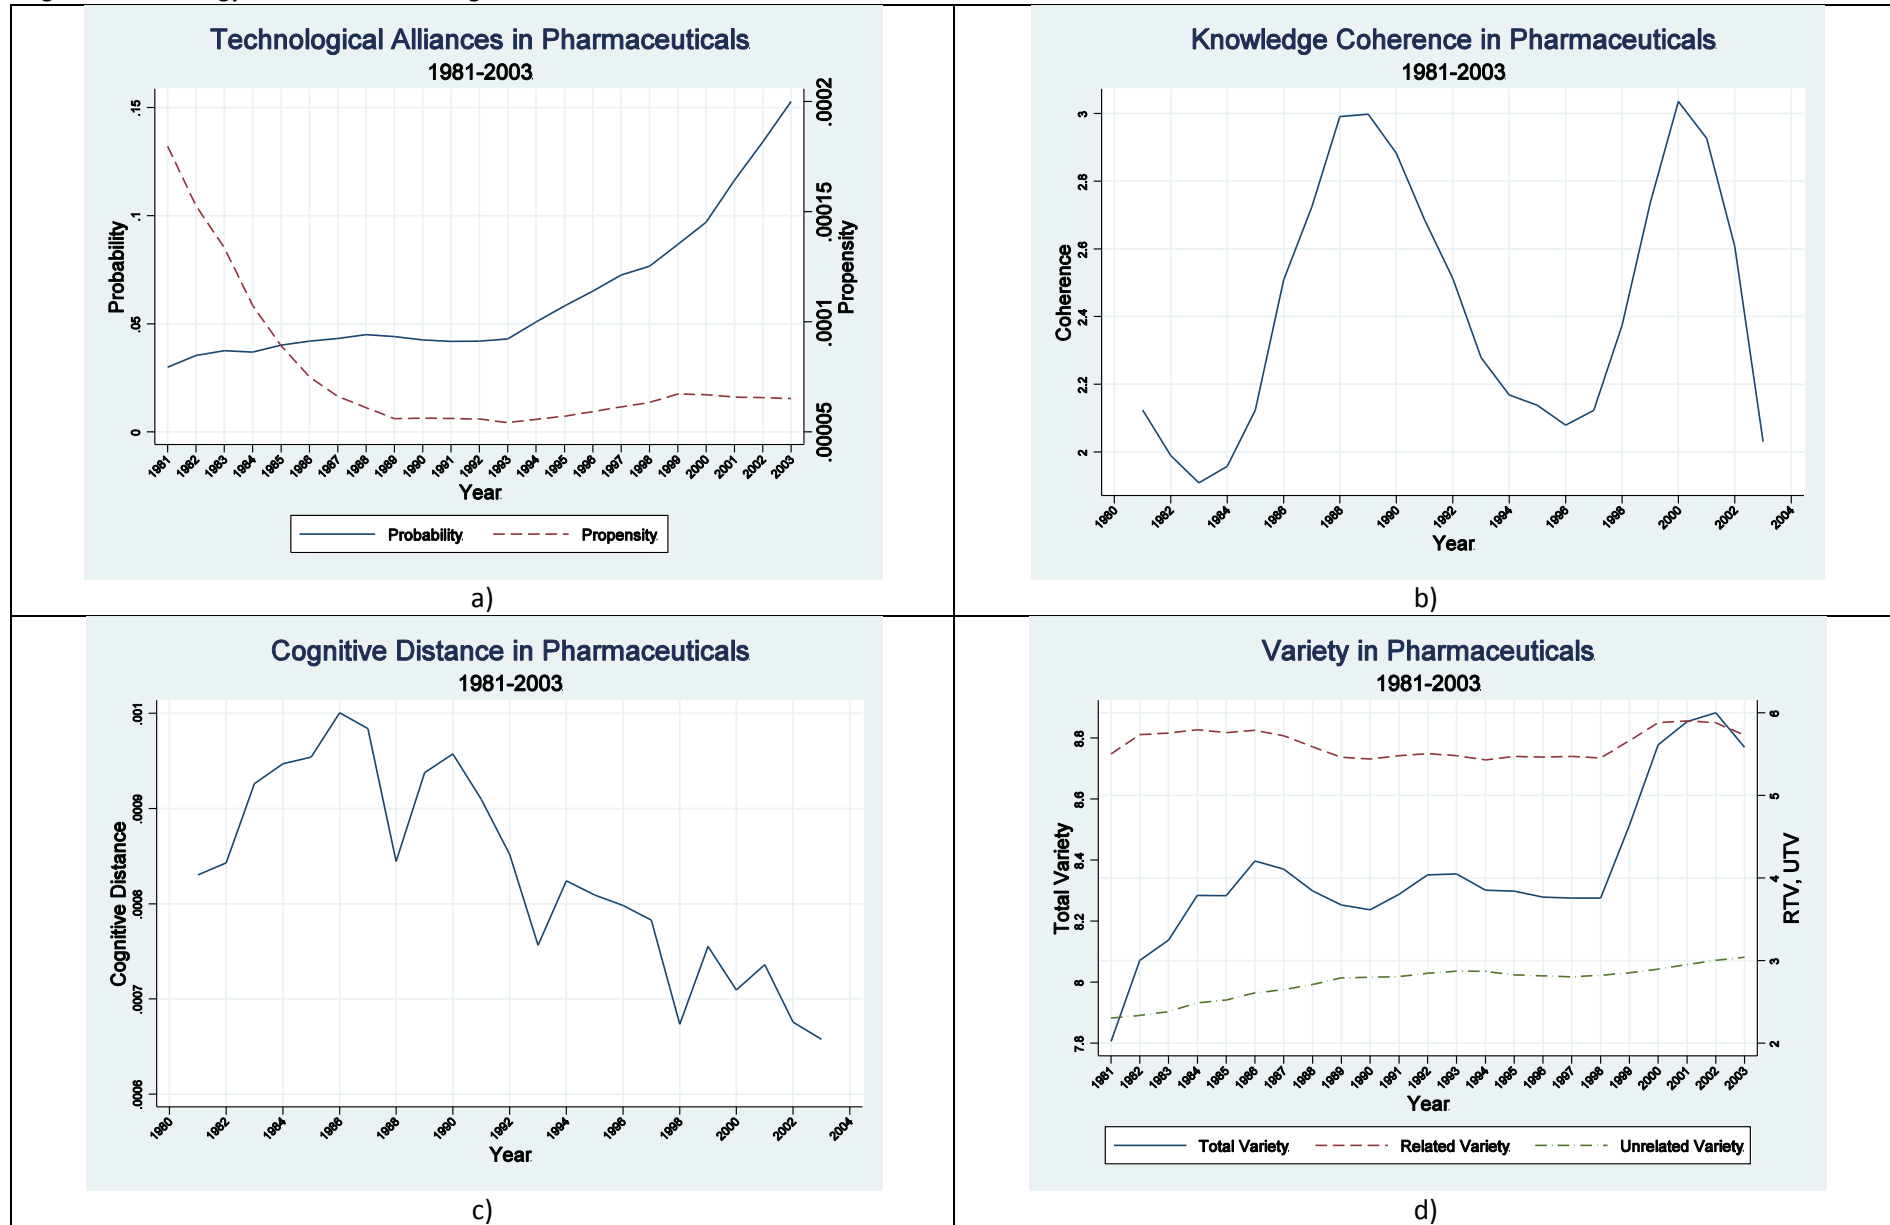 Technological Alliances in Pharmaceuticals
1981-2003
Probability
0 .05 .1 .15
Propensity
.00005 .0001 .00015 .0002
1981 1982 1983 1984 1985 1986 1987 1988 1989 1990 1991 1992 1993 1994 1995 1996 1997 1998 1999 2000 2001 2002 2003
Year
Probability Propensity
a)
Knowledge Coherence in Pharmaceuticals
1981-2003
Coherence
2 2.2 2.4 2.6 2.8 3
1980 1982 1984 1986 1988 1990 1992 1994 1996 1998 2000 2002 2004
Year
b)
Cognitive Distance in Pharmaceuticals
1981-2003
Cognitive Distance
.0006 .0007 .0008 .0009 .001
1980 1982 1984 1986 1988 1990 1992 1994 1996 1998 2000 2002 2004
Year
c)
Variety in Pharmaceuticals
1981-2003
Total Variety
7.8 8 8.2 8.4 8.6 8.8
RTV, UTV
2 3 4 5 6
1981 1982 1983 1984 1985 1986 1987 1988 1989 1990 1991 1992 1993 1994 1995 1996 1997 1998 1999 2000 2001 2002 2003
Year
Total Variety Related Variety Unrelated Variety
d)